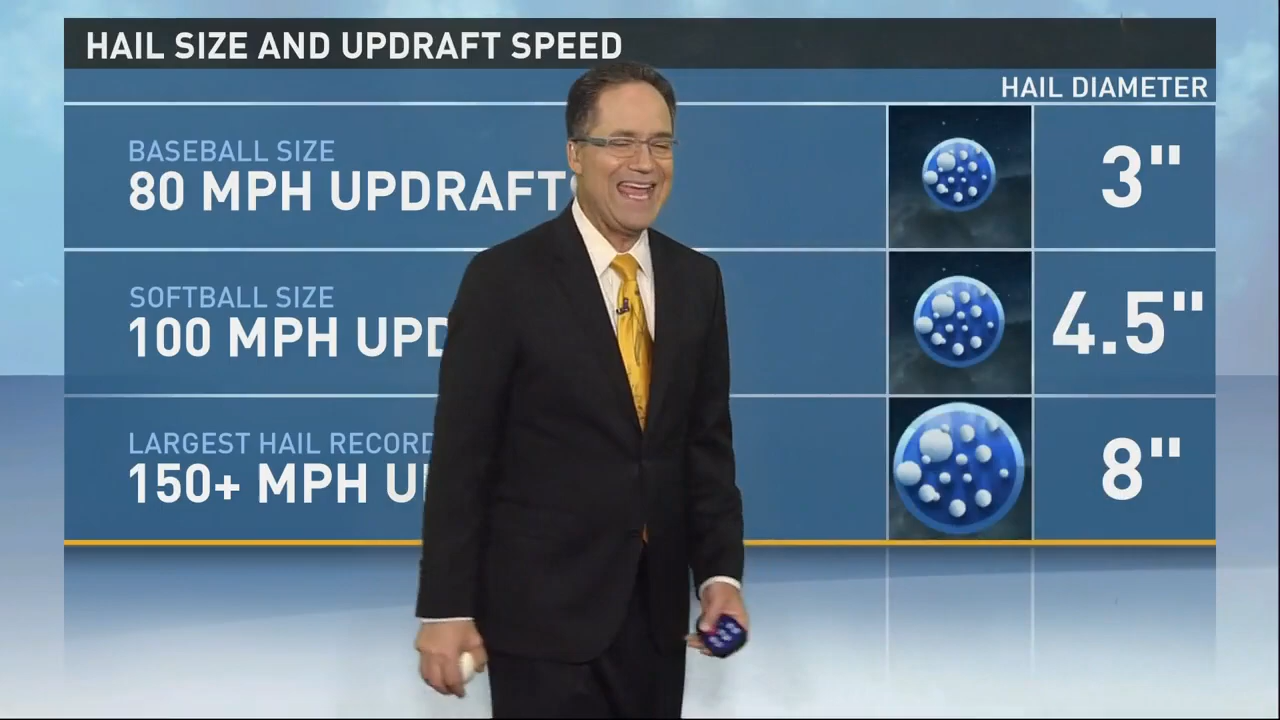 HAIL SIZE AND UPDRAFT SPEED
HAIL DIAMETER
BASEBALL SIZE
80 MPH UPDRAFT
3"
SOFTBALL SIZE
100 MPH UPD
4.5"
LARGEST HAIL RECORD
150+ MPH U
8"